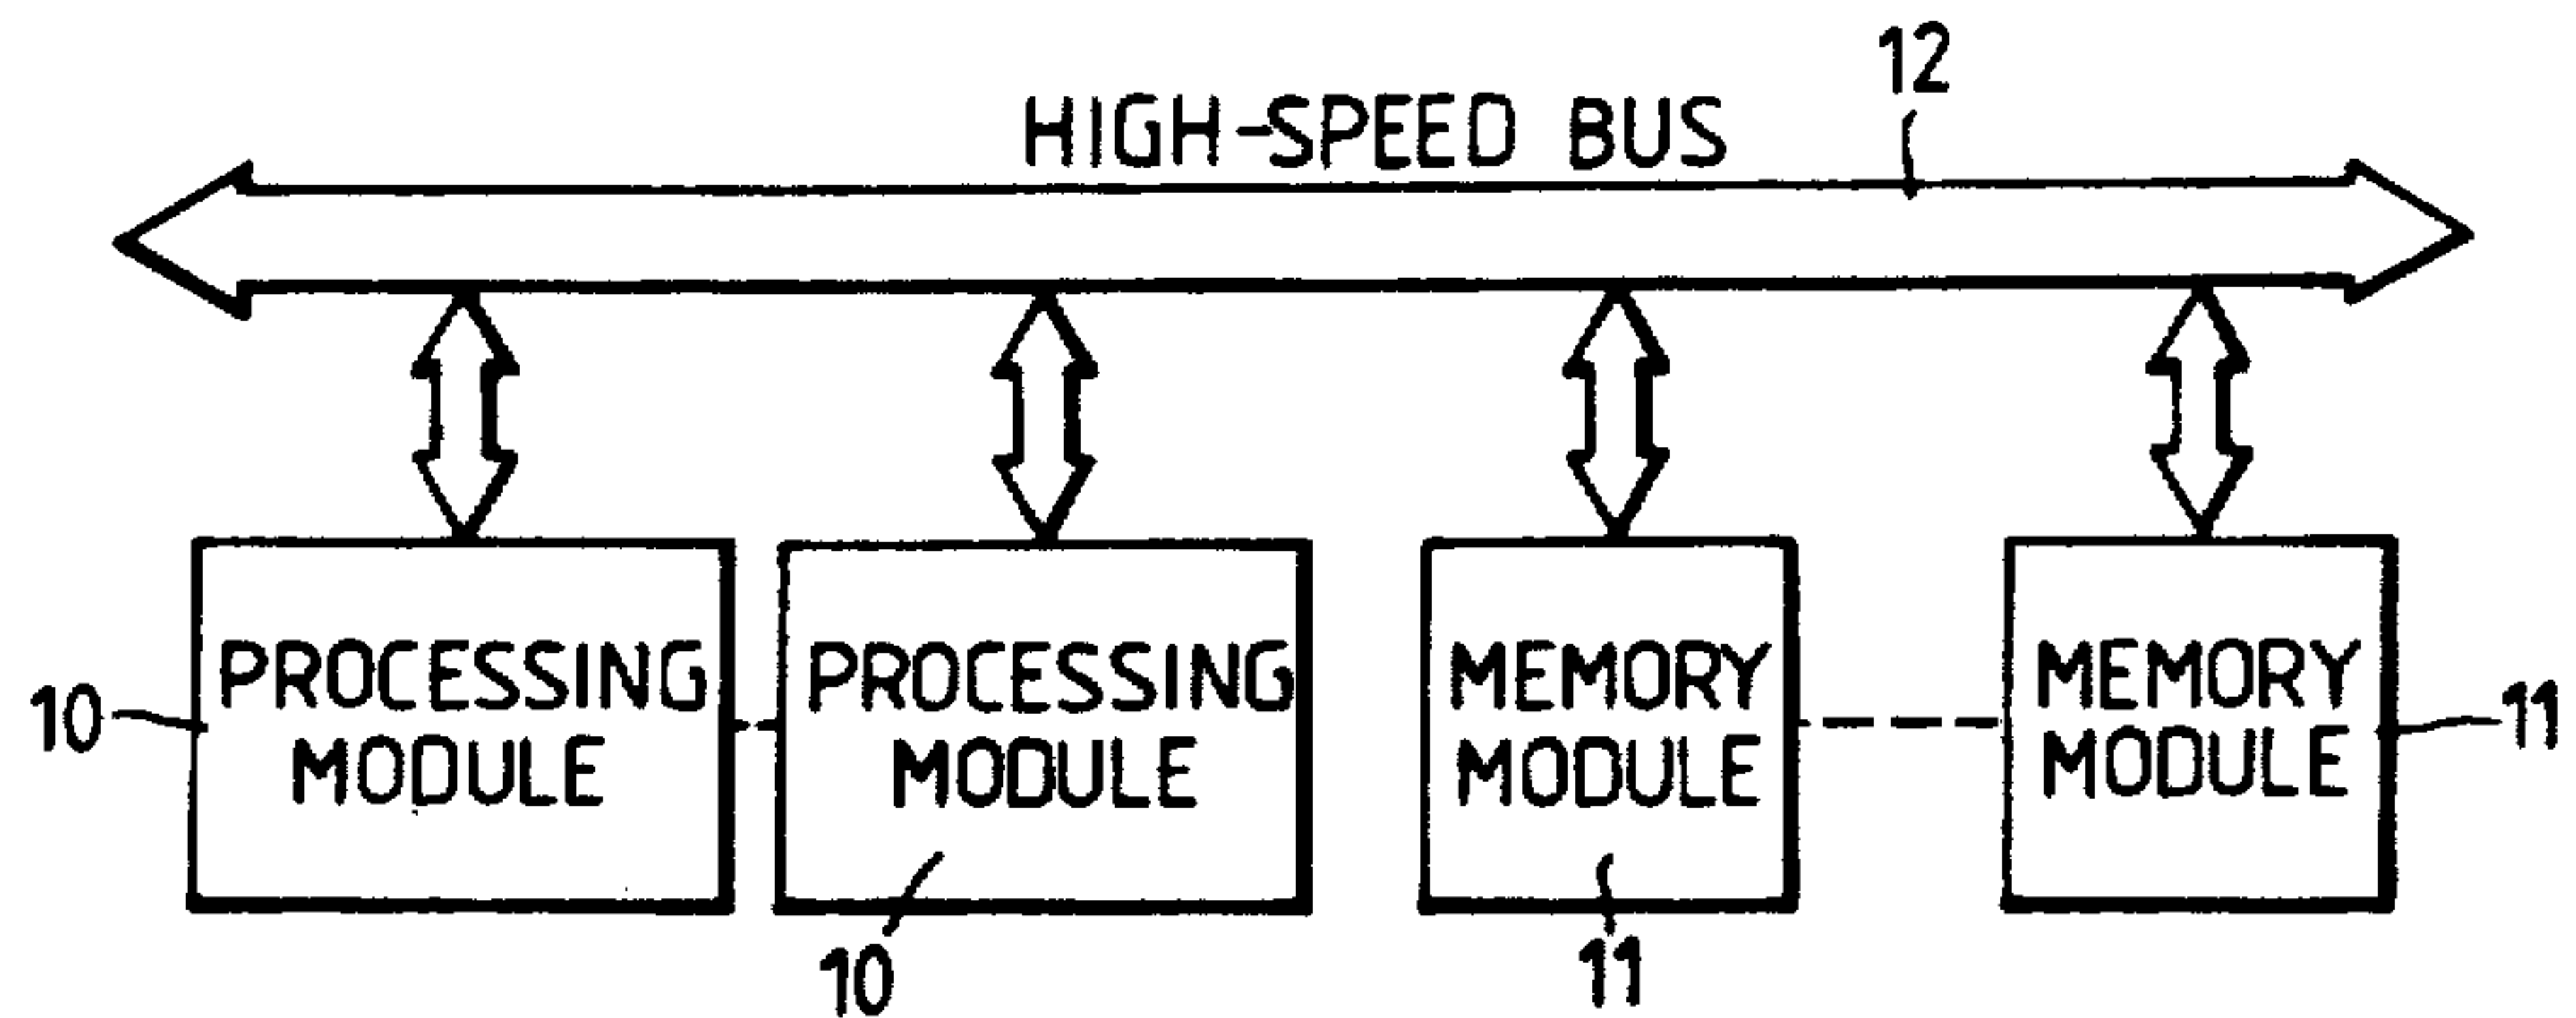 12
HIGH-SPEED BUS
PROCESSING
MODULE
PROCESSING
MODULE
MEMORY
MODULE
MEMORY
MODULE
10
11
10
11